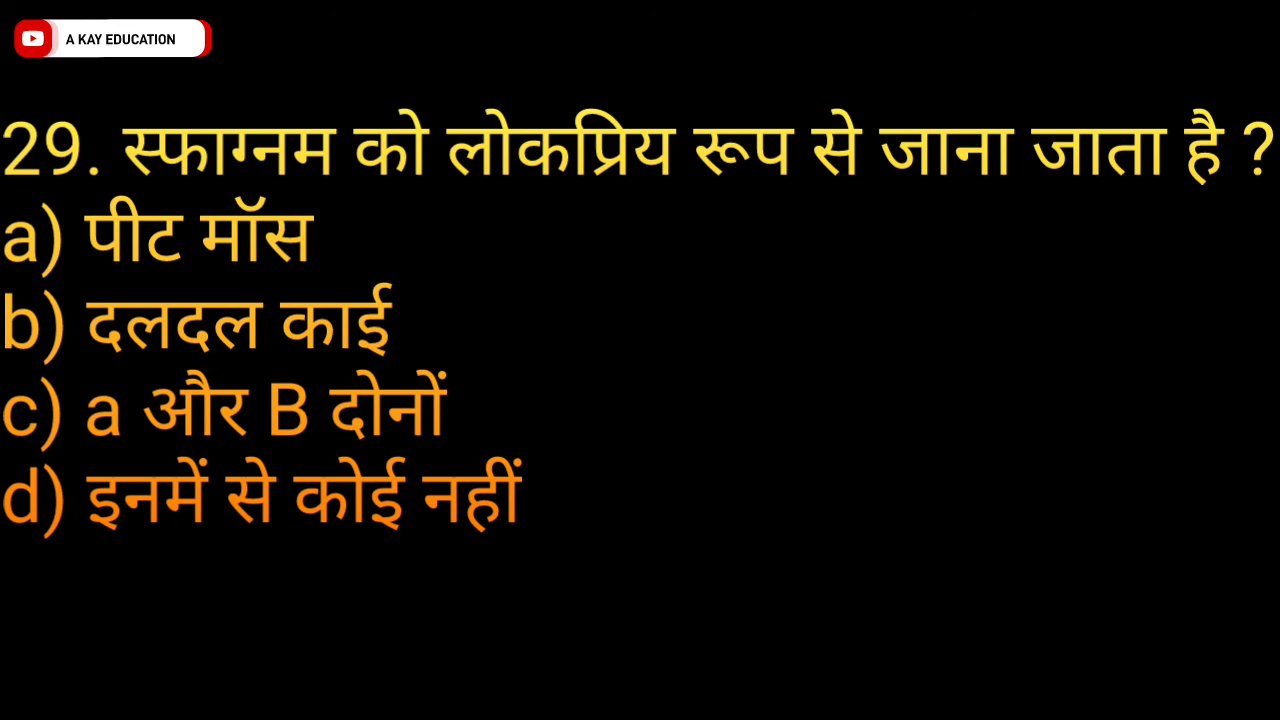 A KAY EDUCATION
29. स्फाग्नम को लोकप्रिय रूप से जाना जाता है ?
a) पीट मॉस
b) दलदल काई
c) a और B दोनों
d) इनमें से कोई नहीं